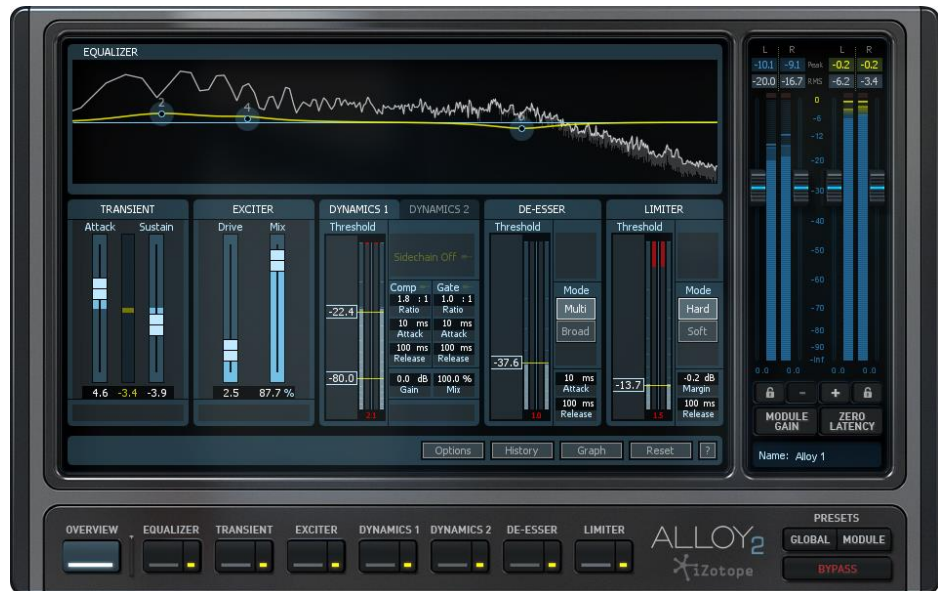 EQUALIZER
2
4
6
TRANSIENT
Attack
Sustain
4.6
-3.4
-3.9
EXCITER
Drive
Mix
2.5
87.7 %
DYNAMICS 1
DYNAMICS 2
Threshold
-22.4
-80.0
2.1
Sidechain Off
Comp
Gate
1.8 : 1
1.0 : 1
Ratio
Ratio
10 ms
10 ms
Attack
Attack
100 ms
100 ms
Release
Release
0.0 dB
100.0 %
Gain
Mix
DE-ESSER
Threshold
-37.6
1.0
Mode
Multi
Broad
10 ms
Attack
100 ms
Release
LIMITER
Threshold
-13.7
1.5
Mode
Hard
Soft
-0.2 dB
Margin
100 ms
Release
Options
History
Graph
Reset
?
L R L R
-10.1 -9.1 Peak -0.2 -0.2
-20.0 -16.7 RMS -6.2 -3.4
0
-6
-12
-20
-30
-40
-50
-60
-70
-80
-90
-Inf
0.0 0.0 0.0 0.0
- +
MODULE
GAIN
ZERO
LATENCY
Name: Alloy 1
OVERVIEW
EQUALIZER
TRANSIENT
EXCITER
DYNAMICS 1
DYNAMICS 2
DE-ESSER
LIMITER
ALLOY2
iZotope
PRESETS
GLOBAL
MODULE
BYPASS